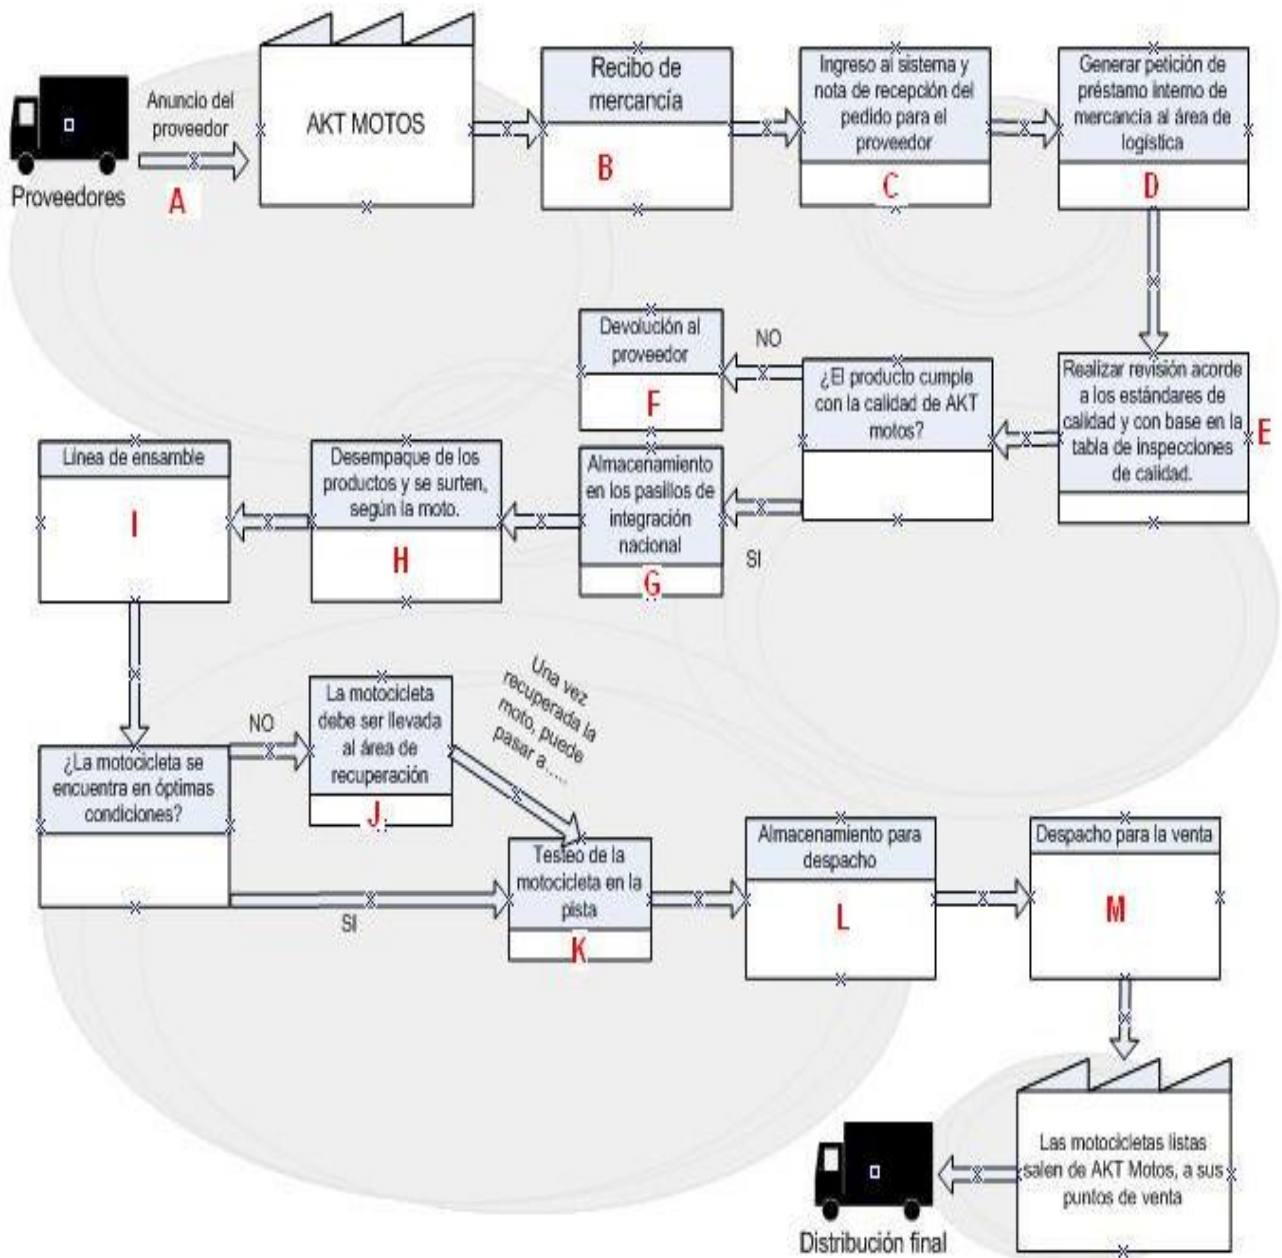 Anuncio del
proveedor
Proveedores
A
AKT MOTOS
Recibo de
mercancía
B
Ingreso al sistema y
nota de recepción del
pedido para el
proveedor
C
Generar petición de
préstamo interno de
mercancia al área de
logística
D
Realizar revisión acorde
a los estándares de
calidad y con base en la
tabla de inspecciones
de calidad.
E
¿El producto cumple
con la calidad de AKT
motos?
NO
Devolución al
proveedor
F
SI
Almacenamiento
en los pasillos de
integración
nacional
G
Desempaque de los
productos y se surten,
según la moto.
H
Línea de ensamble
I
¿La motocicleta se
encuentra en óptimas
condiciones?
NO
La motocicleta
debe ser llevada
al área de
recuperación
J
Una vez
recuperada la
moto, puede
pasar a.....
SI
Testeo de la
motocicleta en la
pista
K
Almacenamiento para
despacho
L
Despacho para la venta
M
Las motocicletas listas
salen de AKT Motos, a sus
puntos de venta
Distribución final